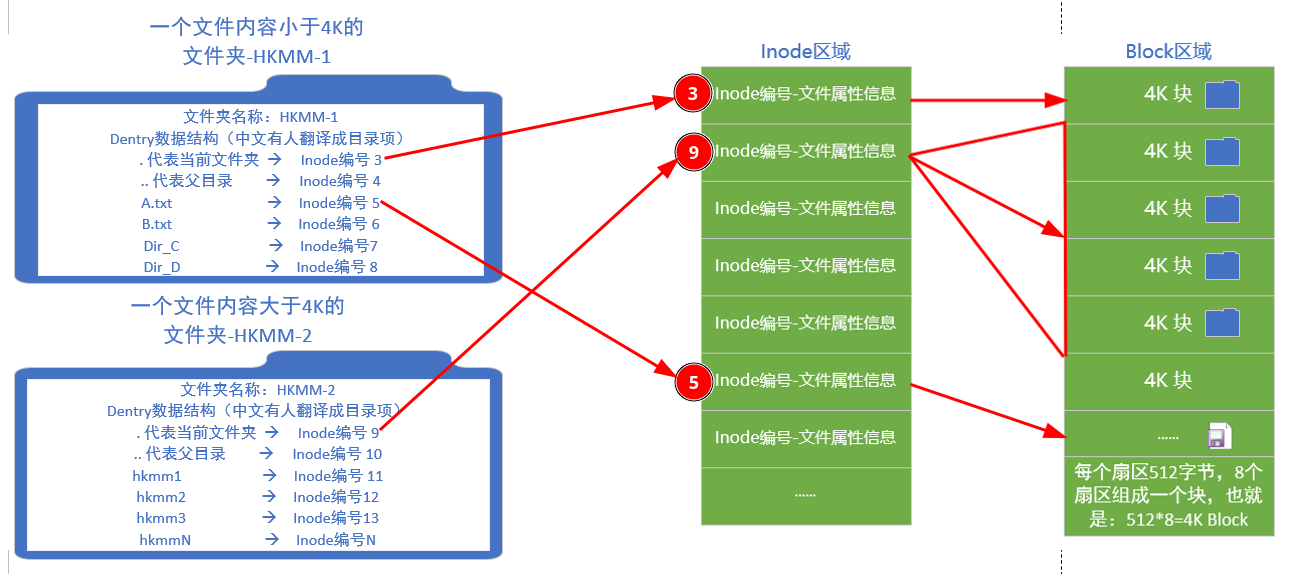 一个文件内容小于4K的
文件夹-HKMM-1
文件夹名称：HKMM-1
Dentry数据结构（中文有人翻译成目录项）
. 代表当前文件夹 → Inode编号 3
.. 代表父目录 → Inode编号 4
A.txt → Inode编号 5
B.txt → Inode编号 6
Dir_C → Inode编号7
Dir_D → Inode编号 8
一个文件内容大于4K的
文件夹-HKMM-2
文件夹名称：HKMM-2
Dentry数据结构（中文有人翻译成目录项）
. 代表当前文件夹 → Inode编号 9
.. 代表父目录 → Inode编号 10
hkmm1 → Inode编号 11
hkmm2 → Inode编号12
hkmm3 → Inode编号13
hkmmN → Inode编号N
Inode区域
3 Inode编号-文件属性信息
9 Inode编号-文件属性信息
Inode编号-文件属性信息
Inode编号-文件属性信息
Inode编号-文件属性信息
5 Inode编号-文件属性信息
Inode编号-文件属性信息
......
Block区域
4K 块
4K 块
4K 块
4K 块
4K 块
4K 块
......
每个扇区512字节，8个
扇区组成一个块，也就
是：512*8=4K Block